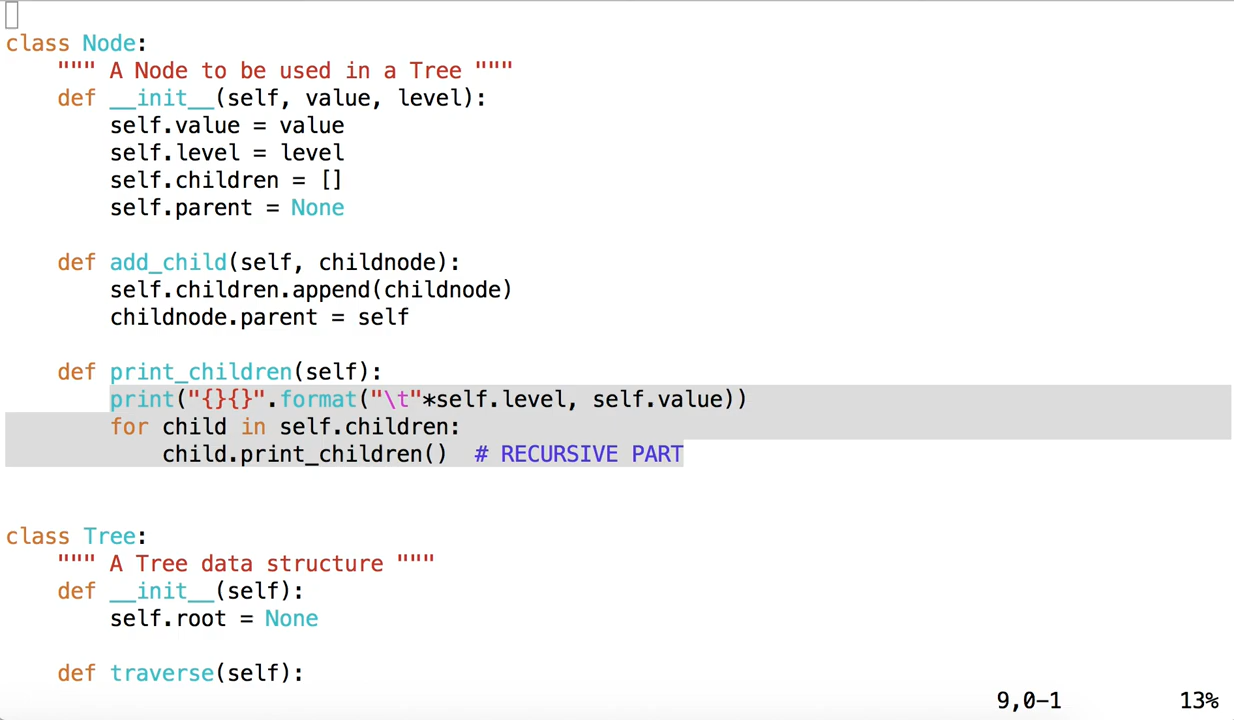 class Node:
    """ A Node to be used in a Tree """
    def __init__(self, value, level):
        self.value = value
        self.level = level
        self.children = []
        self.parent = None

    def add_child(self, childnode):
        self.children.append(childnode)
        childnode.parent = self

    def print_children(self):
        print("{}{}".format("\t"*self.level, self.value))
        for child in self.children:
            child.print_children()  # RECURSIVE PART


class Tree:
    """ A Tree data structure """
    def __init__(self):
        self.root = None

    def traverse(self):
9,0-1 13%